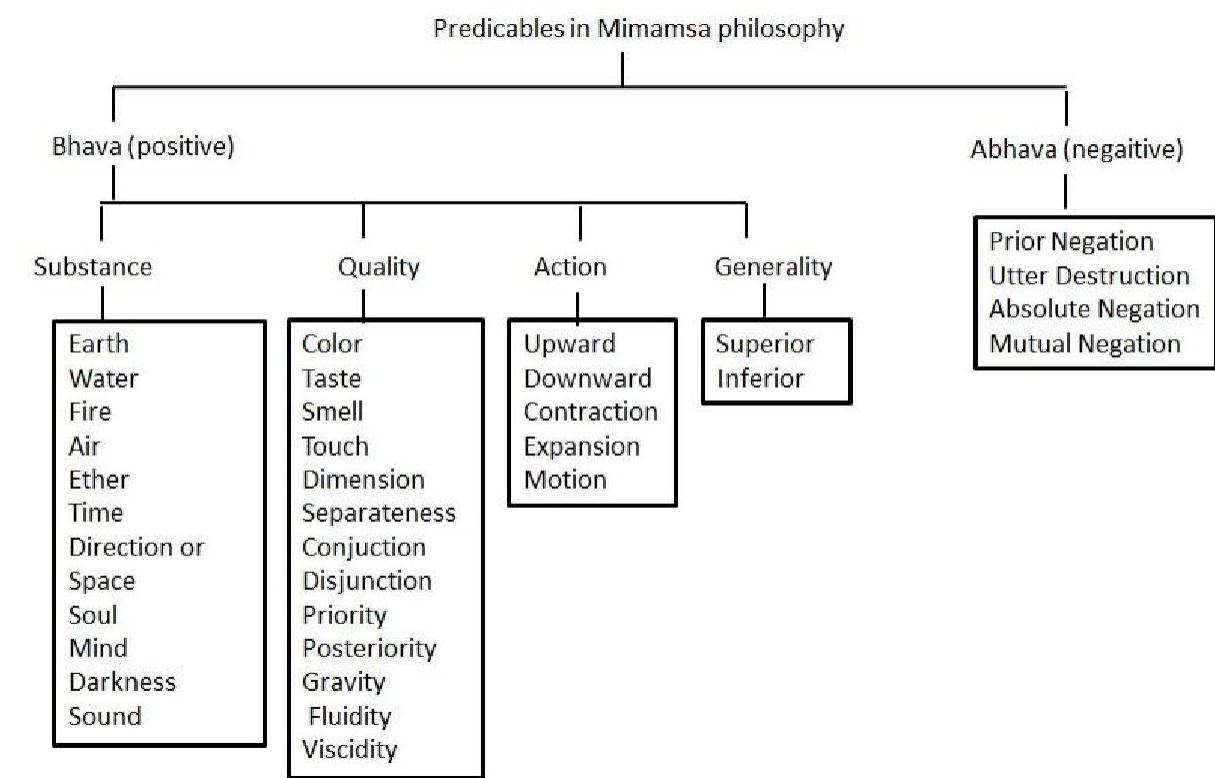 Predicables in Mimamsa philosophy
Bhava (positive)
Abhava (negaitive)
Substance
Quality
Action
Generality
Earth
Water
Fire
Air
Ether
Time
Direction or
Space
Soul
Mind
Darkness
Sound
Color
Taste
Smell
Touch
Dimension
Separateness
Conjuction
Disjunction
Priority
Posteriority
Gravity
Fluidity
Viscidity
Upward
Downward
Contraction
Expansion
Motion
Superior
Inferior
Prior Negation
Utter Destruction
Absolute Negation
Mutual Negation